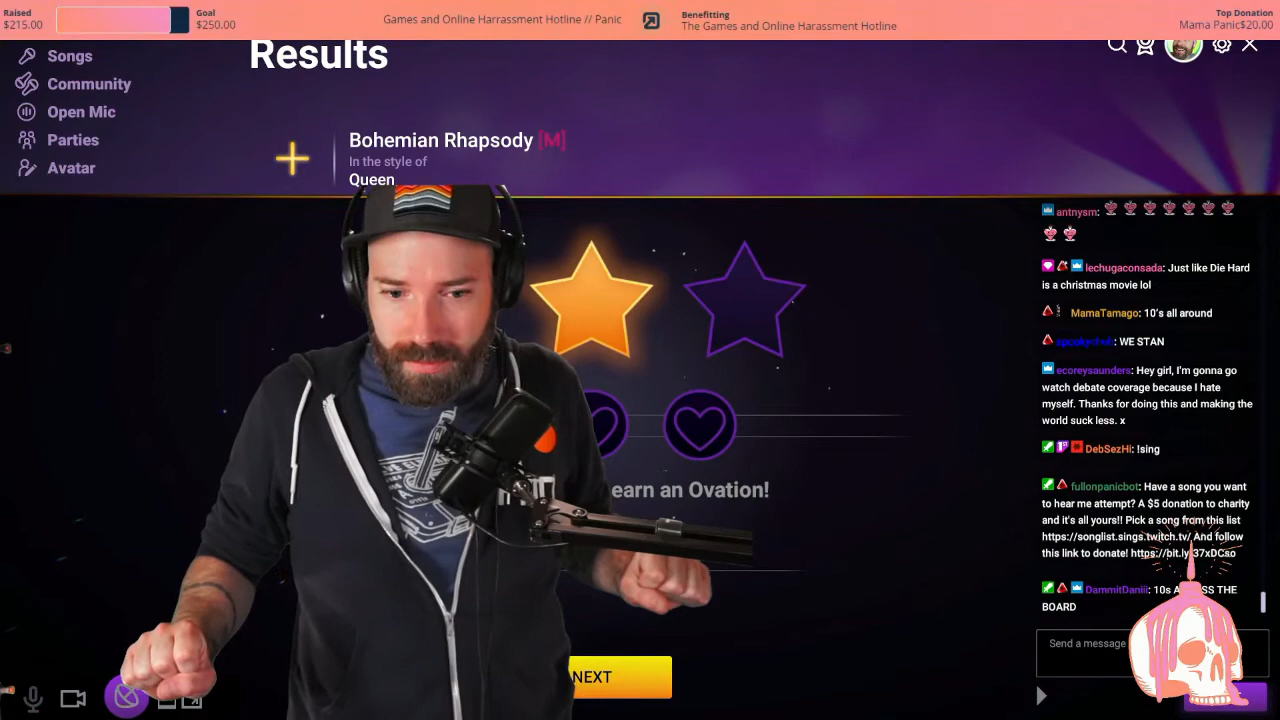 Raised
$215.00
Goal
$250.00
Games and Online Harrassment Hotline // Panic
Benefitting
The Games and Online Harassment Hotline
Top Donation
Mama Panic$20.00
Songs
Community
Open Mic
Parties
Avatar
Results
Bohemian Rhapsody [M]
In the style of
Queen
earn an Ovation!
NEXT
antnysm:
lechugaconsada: Just like Die Hard
is a christmas movie lol
MamaTamago: 10's all around
: WE STAN
ecoreysaunders: Hey girl, I'm gonna go
watch debate coverage because I hate
myself. Thanks for doing this and making the
world suck less. x
DebSezHi: !sing
fullonpanicbot: Have a song you want
to hear me attempt? A $5 donation to charity
and it's all yours!! Pick a song from this list
https://songlist.sings.twitch.tv/ And follow
this link to donate! https://bit.ly/37xDCso
DammitDaniii: 10s THE
BOARD
Send a message